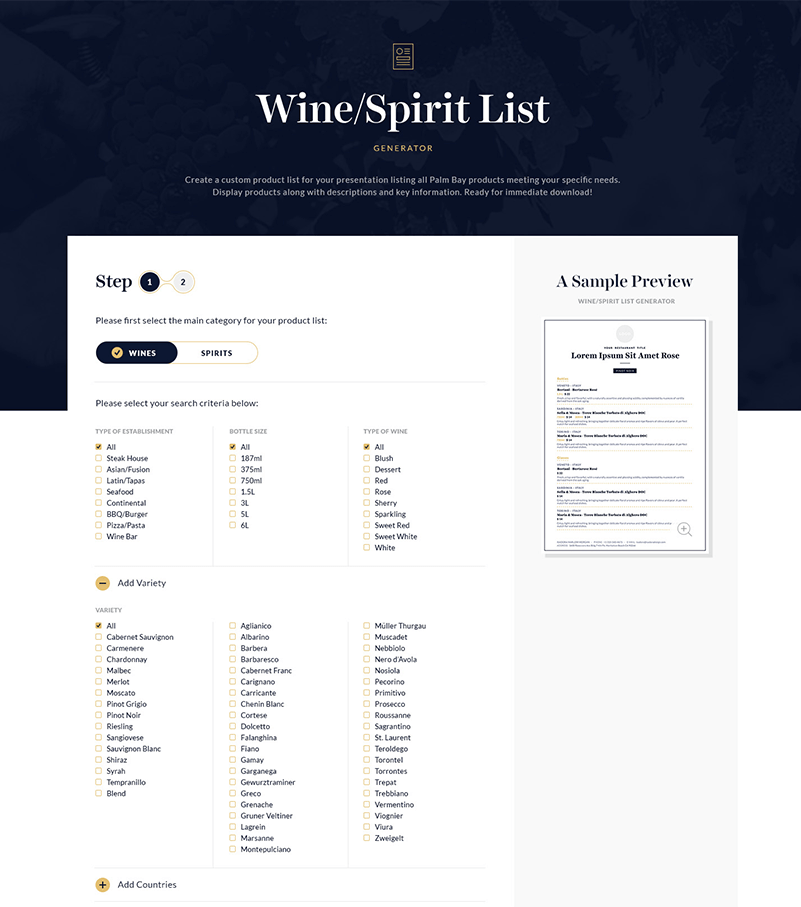 Wine/Spirit List
GENERATOR
Create a custom product list for your presentation listing all Palm Bay products meeting your specific needs.
Display products along with descriptions and key information. Ready for immediate download!
Step 1 2
Please first select the main category for your product list:
WINES SPIRITS
Please select your search criteria below:
TYPE OF ESTABLISHMENT
All
Steak House
Asian/Fusion
Latin/Tapas
Seafood
Continental
BBQ/Burger
Pizza/Pasta
Wine Bar
BOTTLE SIZE
All
187ml
375ml
750ml
1.5L
3L
5L
6L
TYPE OF WINE
All
Blush
Dessert
Red
Rose
Sherry
Sparkling
Sweet Red
Sweet White
White
Add Variety
VARIETY
All
Cabernet Sauvignon
Carmenere
Chardonnay
Malbec
Merlot
Moscato
Pinot Grigio
Pinot Noir
Riesling
Sangiovese
Sauvignon Blanc
Shiraz
Syrah
Tempranillo
Blend
Aglianico
Albarino
Barbera
Barbaresco
Cabernet Franc
Carignano
Carricante
Chenin Blanc
Cortese
Dolcetto
Falanghina
Fiano
Gamay
Garganega
Gewurztraminer
Greco
Grenache
Gruner Veltiner
Lagrein
Marsanne
Montepulciano
Müller Thurgau
Muscadet
Nebbiolo
Nero d'Avola
Nosiola
Pecorino
Primitivo
Prosecco
Roussanne
Sagrantino
St. Laurent
Teroldego
Torontel
Torrontes
Trepat
Trebbiano
Vermentino
Viognier
Viura
Zweigelt
Add Countries
A Sample Preview
WINE/SPIRIT LIST GENERATOR
Lorem Ipsum Sit Amet Rose